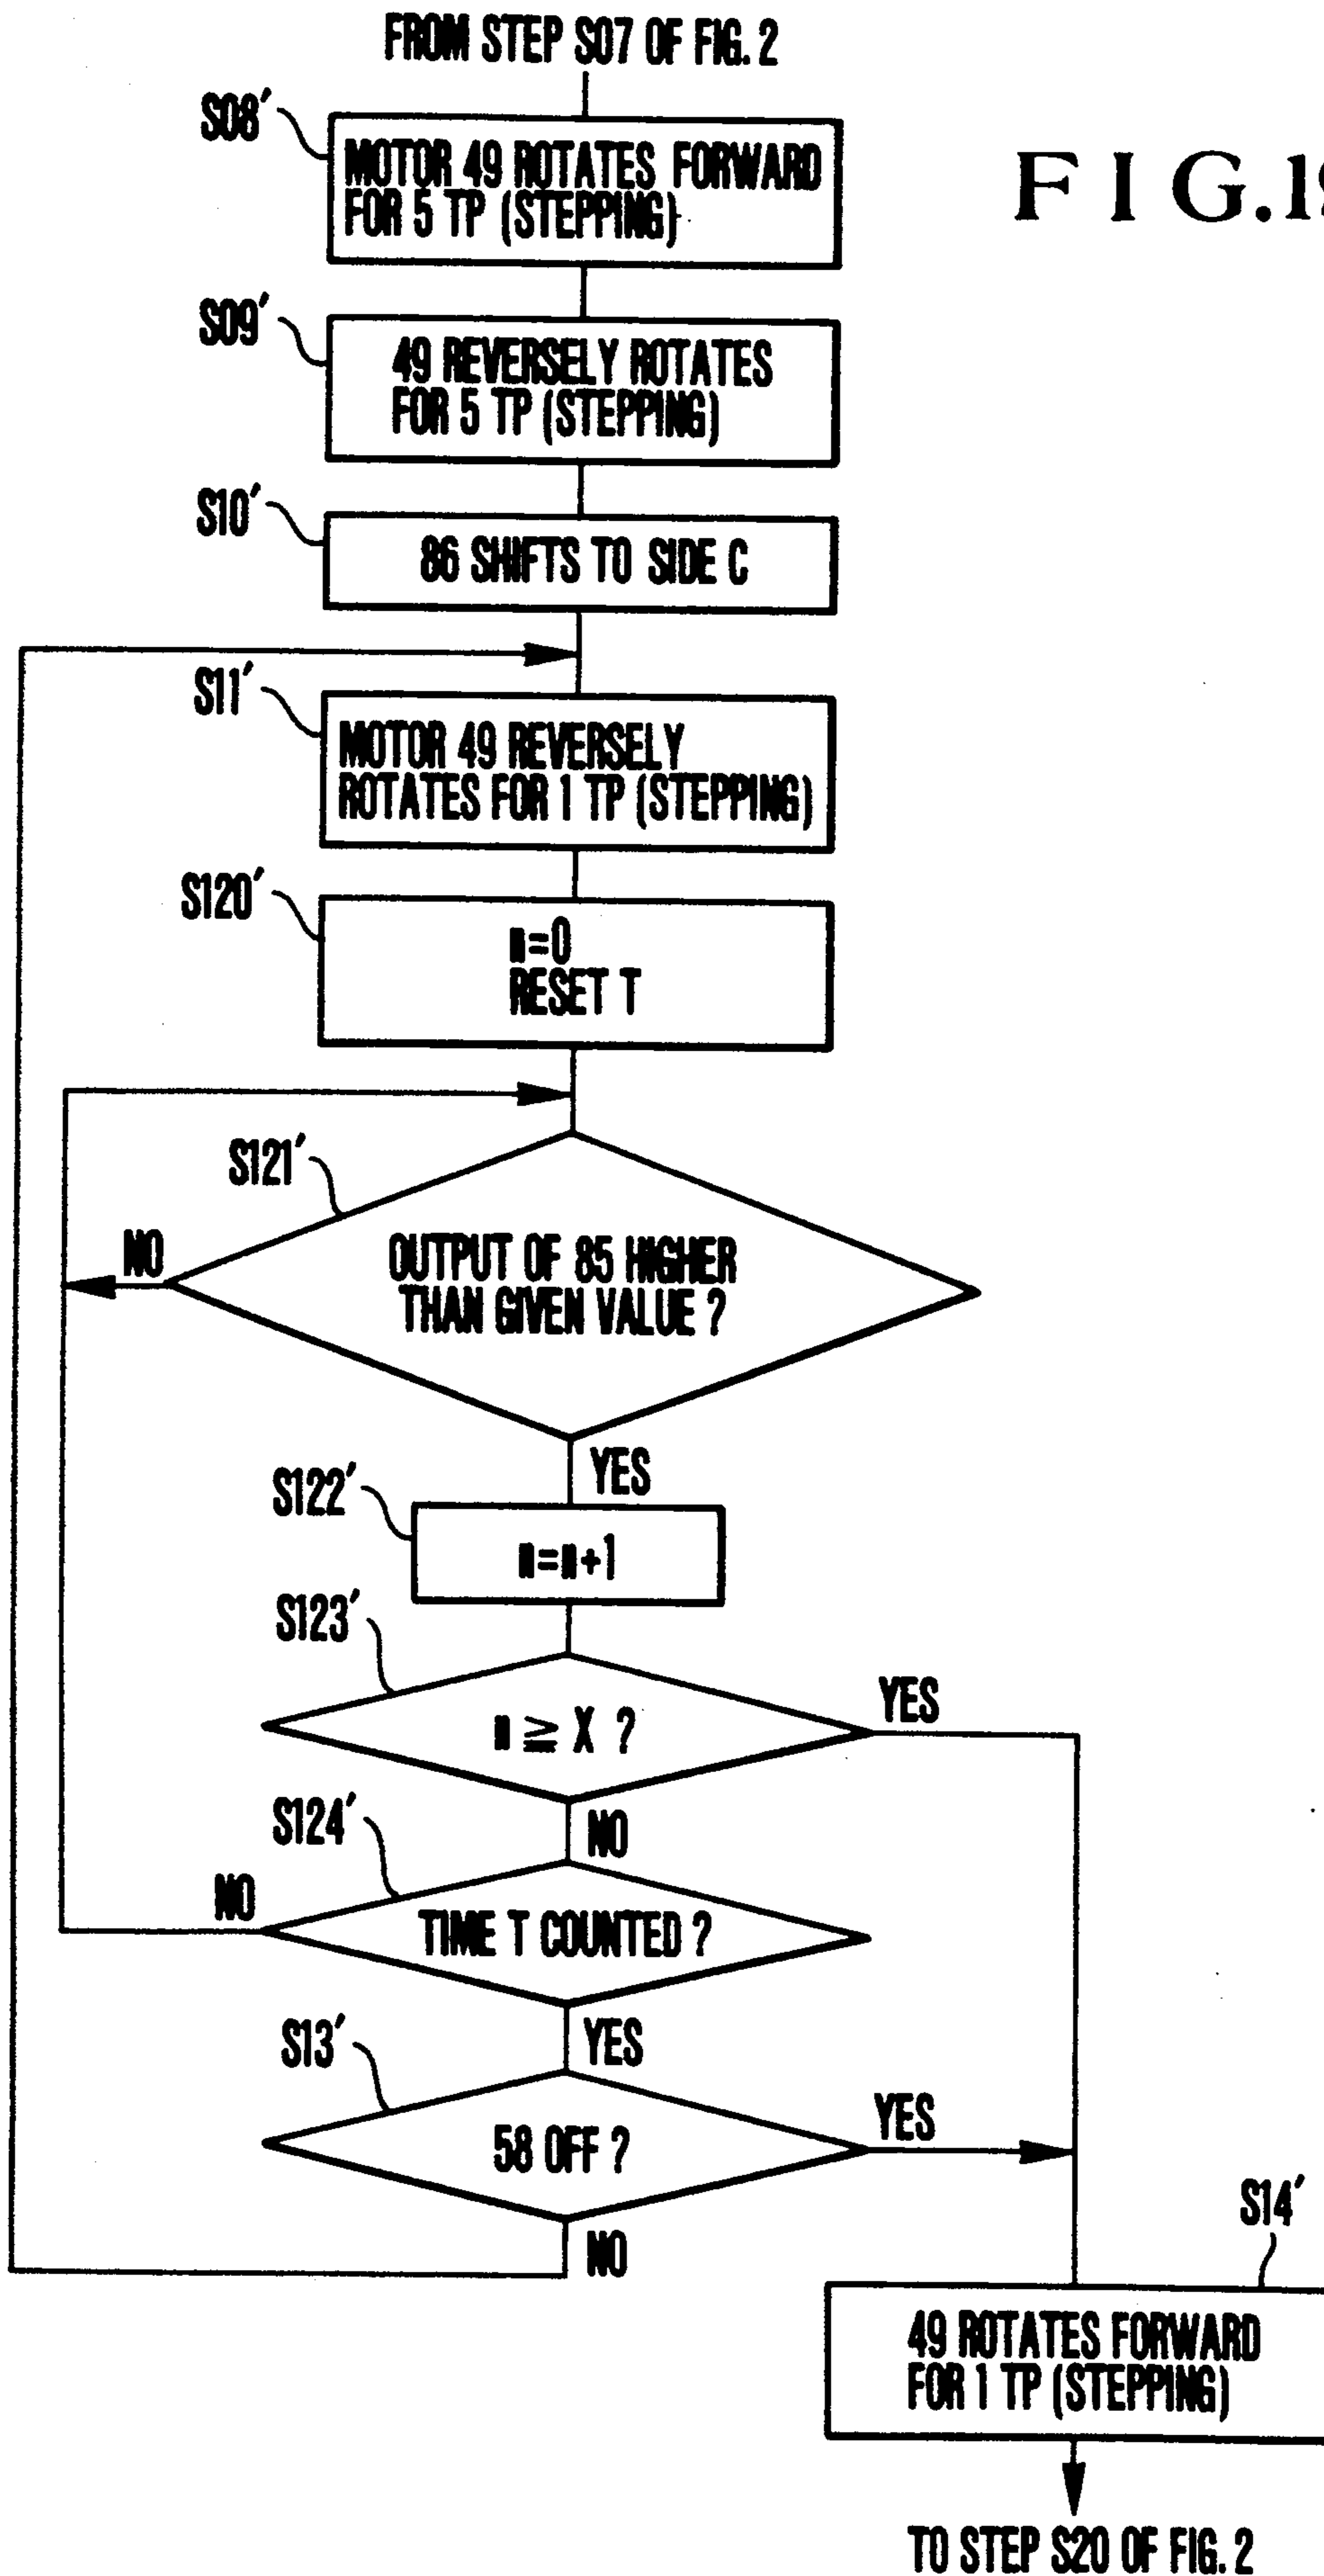 FROM STEP S07 OF FIG. 2
FIG.19
S08′
MOTOR 49 ROTATES FORWARD
FOR 5 TP (STEPPING)
S09′
49 REVERSELY ROTATES
FOR 5 TP (STEPPING)
S10′
86 SHIFTS TO SIDE C
S11′
MOTOR 49 REVERSELY
ROTATES FOR 1 TP (STEPPING)
S120′
n=0
RESET T
S121′
NO
OUTPUT OF 85 HIGHER
THAN GIVEN VALUE ?
YES
S122′
n=n+1
S123′
n ≧ X ?
YES
S124′
NO
NO
TIME T COUNTED ?
S13′
YES
58 OFF ?
YES
NO
S14′
49 ROTATES FORWARD
FOR 1 TP (STEPPING)
TO STEP S20 OF FIG. 2